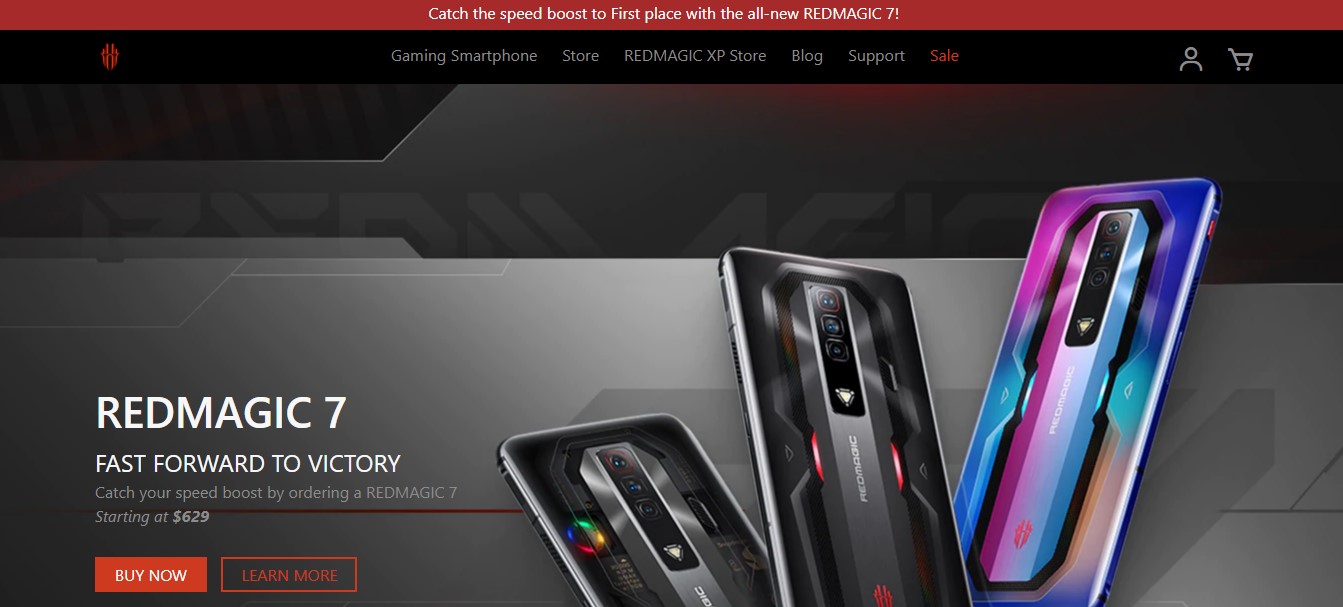 Catch the speed boost to First place with the all-new REDMAGIC 7!
Gaming Smartphone Store REDMAGIC XP Store Blog Support Sale
REDMAGIC
REDMAGIC 7
FAST FORWARD TO VICTORY
Catch your speed boost by ordering a REDMAGIC 7
Starting at $629
BUY NOW LEARN MORE
REDMAGIC
REDMAGIC